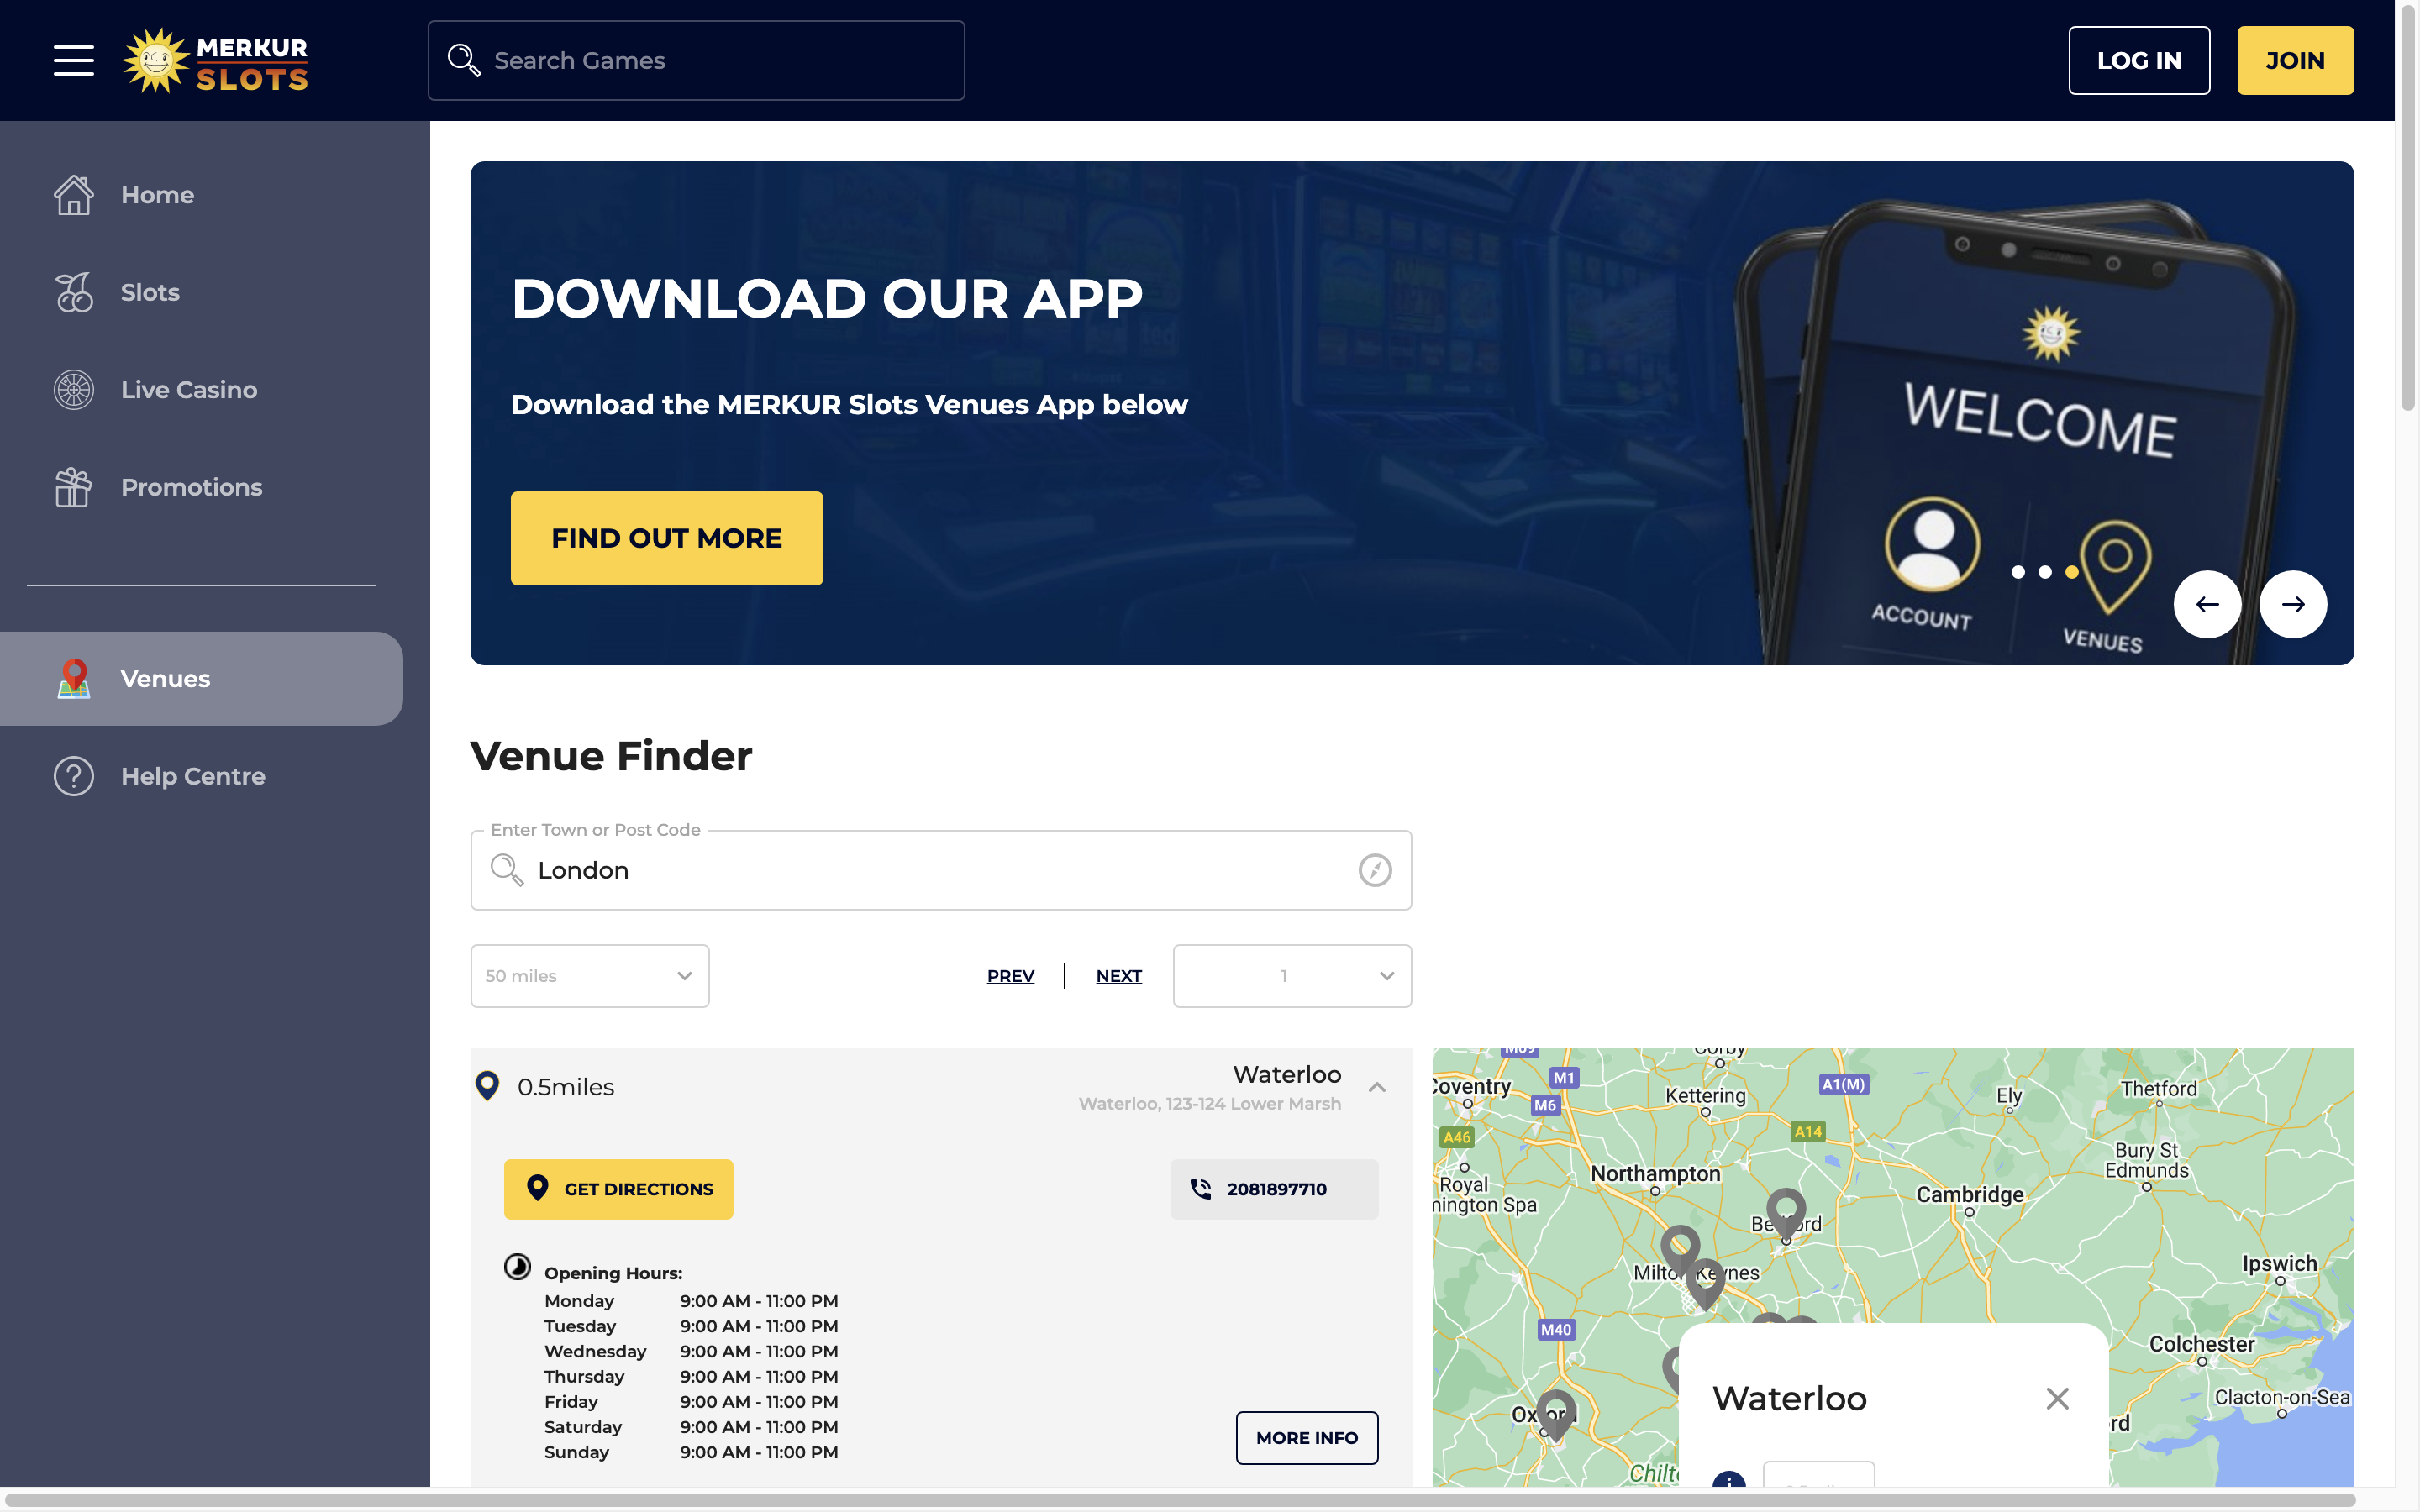 MERKUR
SLOTS
Search Games
LOG IN
JOIN
Home
Slots
Live Casino
Promotions
Venues
Help Centre
DOWNLOAD OUR APP
Download the MERKUR Slots Venues App below
FIND OUT MORE
WELCOME
ACCOUNT
VENUES
Venue Finder
Enter Town or Post Code
London
50 miles
PREV
NEXT
1
0.5miles
Waterloo
Waterloo, 123-124 Lower Marsh
GET DIRECTIONS
2081897710
Opening Hours:
Monday 9:00 AM - 11:00 PM
Tuesday 9:00 AM - 11:00 PM
Wednesday 9:00 AM - 11:00 PM
Thursday 9:00 AM - 11:00 PM
Friday 9:00 AM - 11:00 PM
Saturday 9:00 AM - 11:00 PM
Sunday 9:00 AM - 11:00 PM
MORE INFO
Corby
M69
M1
Coventry
M6
Kettering
A1(M)
Ely
Thetford
A46
A14
Northampton
Bury St
Edmunds
Royal
nington Spa
Cambridge
Ipswich
M40
Colchester
Clacton-on-Sea
rd
Waterloo